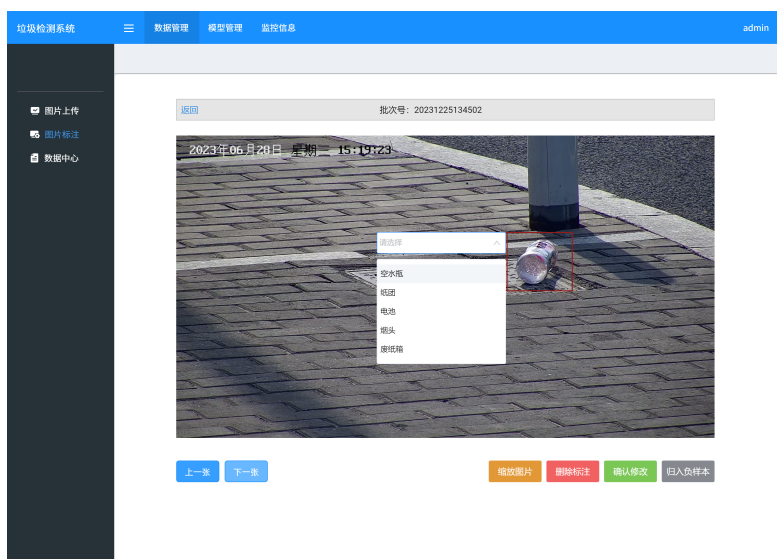 垃圾检测系统 数据管理 模型管理 监控信息 admin
图片上传
图片标注
数据中心
返回 批次号：20231225134502
2023年06月28日 星期三 15:19:23
请选择
空水瓶
纸团
电池
烟头
废纸箱
上一张 下一张 缩放图片 删除标注 确认修改 归入负样本